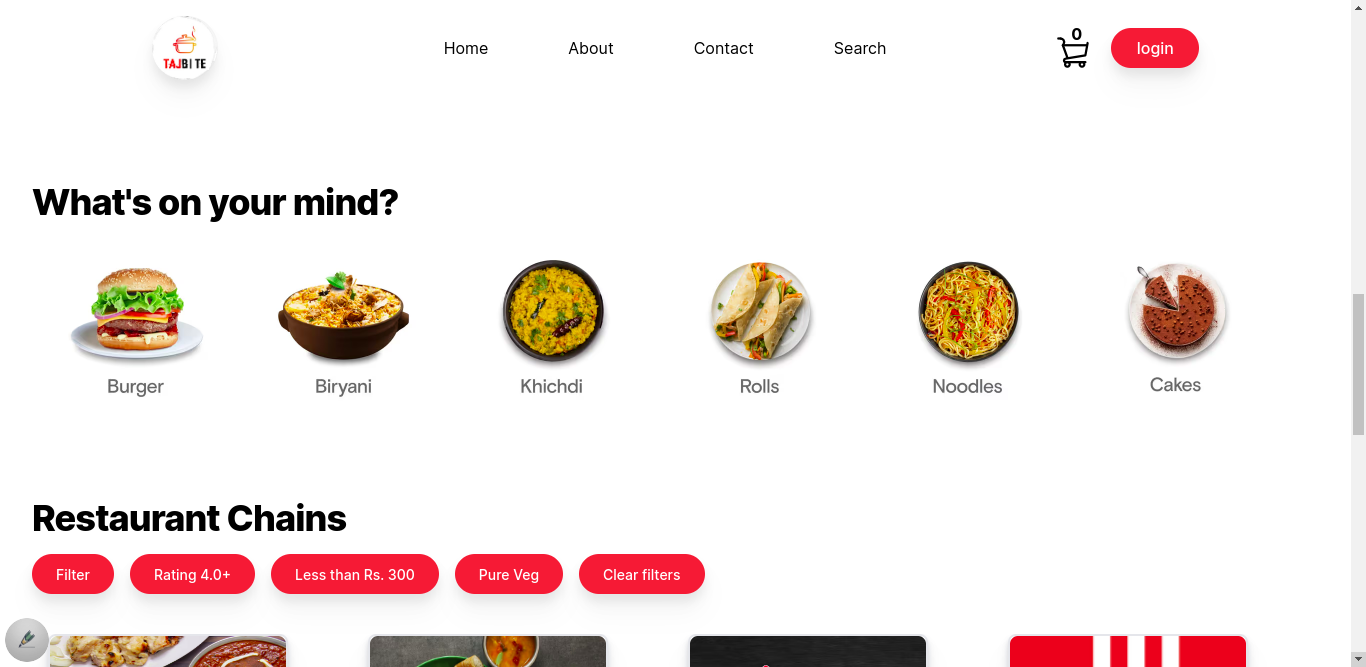 TAJBITE
Home
About
Contact
Search
0
login
What's on your mind?
Burger
Biryani
Khichdi
Rolls
Noodles
Cakes
Restaurant Chains
Filter
Rating 4.0+
Less than Rs. 300
Pure Veg
Clear filters